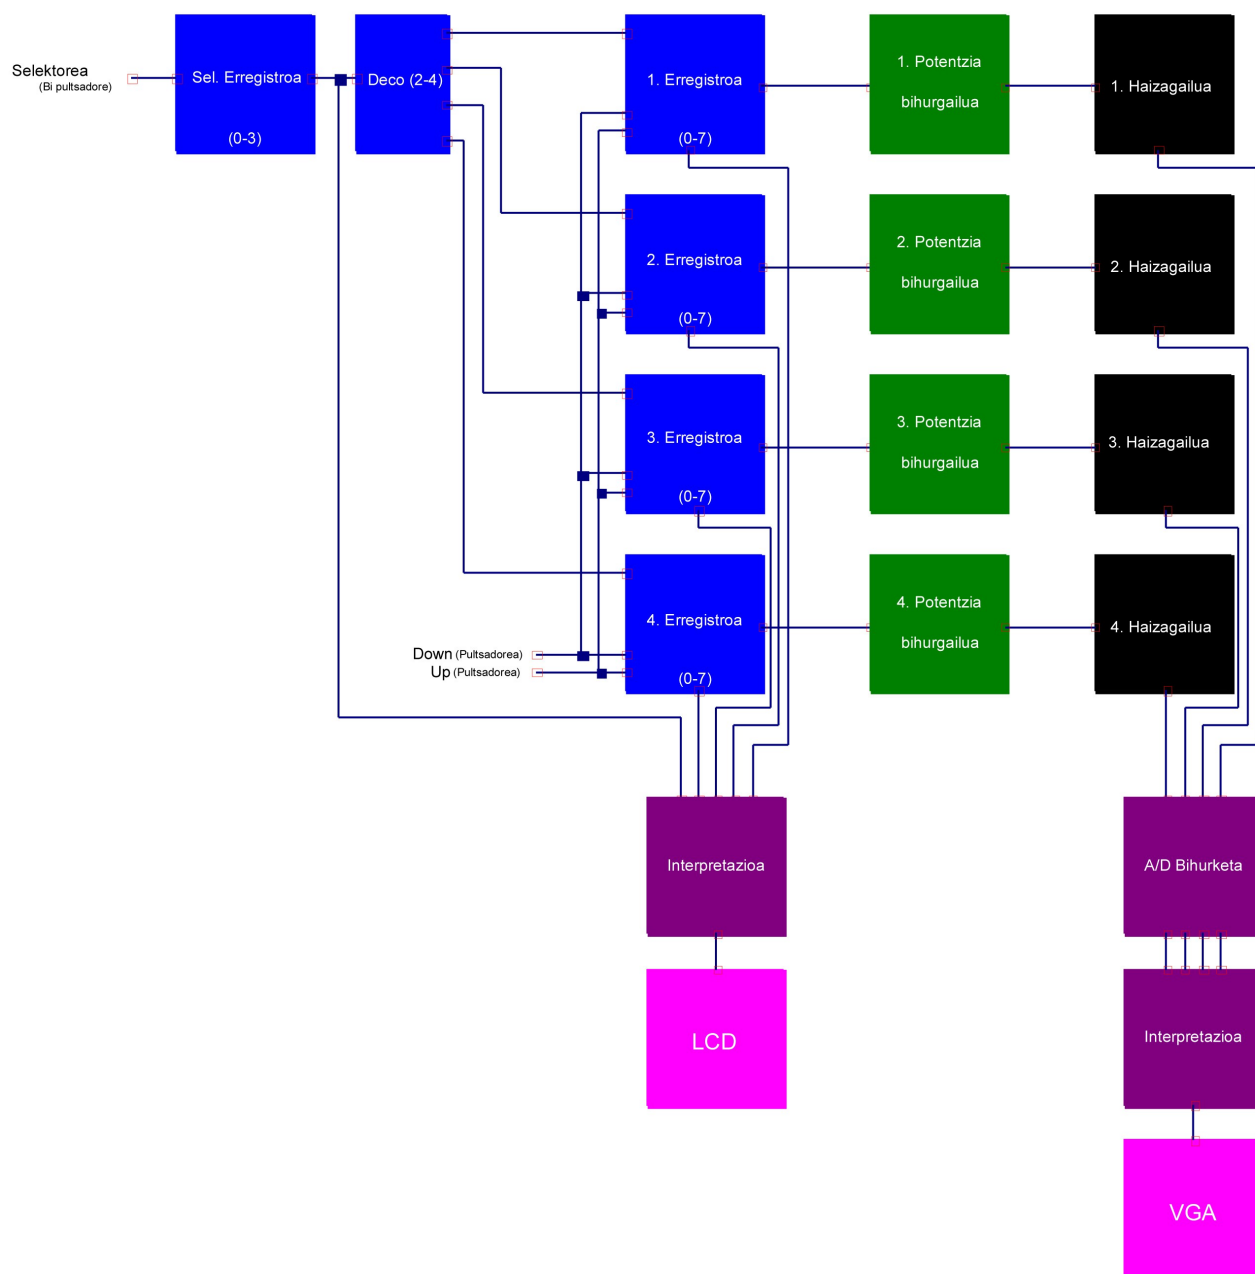 Selektorea
(Bi pultsadore)
Sel. Erregistroa
(0-3)
Deco (2-4)
1. Erregistroa
(0-7)
1. Potentzia
bihurgailua
1. Haizagailua
2. Erregistroa
(0-7)
2. Potentzia
bihurgailua
2. Haizagailua
3. Erregistroa
(0-7)
3. Potentzia
bihurgailua
3. Haizagailua
4. Erregistroa
(0-7)
4. Potentzia
bihurgailua
4. Haizagailua
Down (Pultsadorea)
Up (Pultsadorea)
Interpretazioa
A/D Bihurketa
LCD
Interpretazioa
VGA